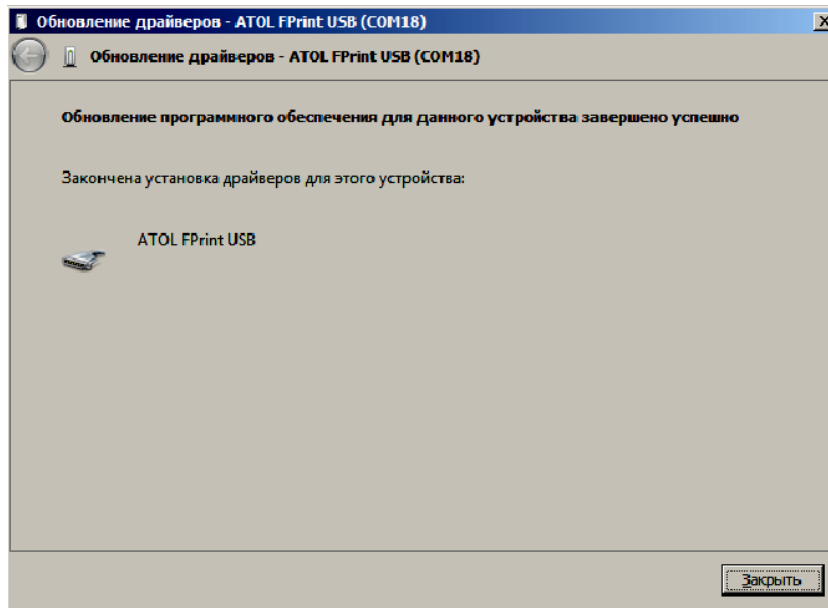 Обновление драйверов - ATOL FPrint USB (COM18)
Обновление драйверов - ATOL FPrint USB (COM18)
Обновление программного обеспечения для данного устройства завершено успешно
Закончена установка драйверов для этого устройства:
ATOL FPrint USB
Закрыть